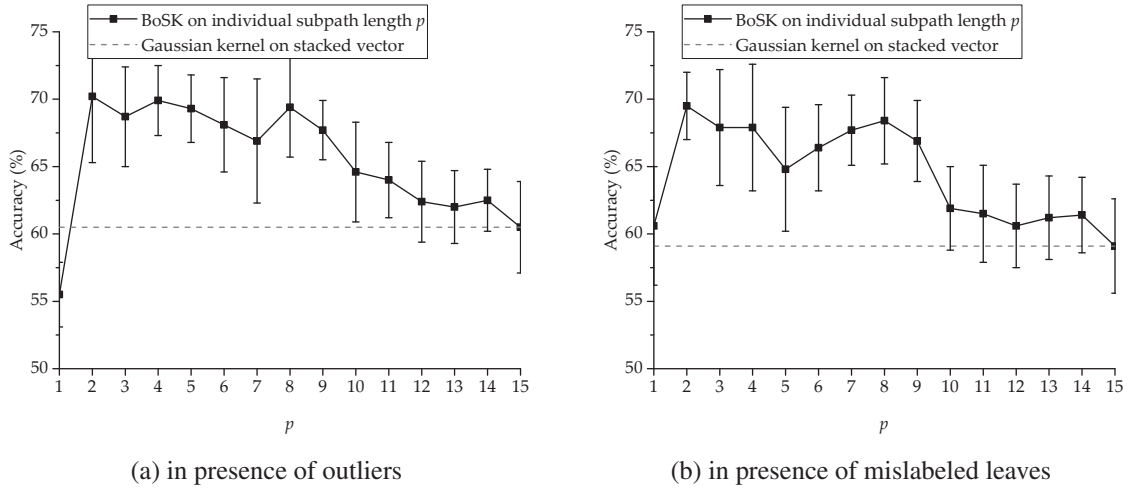 BoSK on individual subpath length p
Gaussian kernel on stacked vector
75
70
65
60
55
50
Accuracy (%)
1 2 3 4 5 6 7 8 9 10 11 12 13 14 15
p
(a) in presence of outliers
BoSK on individual subpath length p
Gaussian kernel on stacked vector
75
70
65
60
55
50
Accuracy (%)
1 2 3 4 5 6 7 8 9 10 11 12 13 14 15
p
(b) in presence of mislabeled leaves